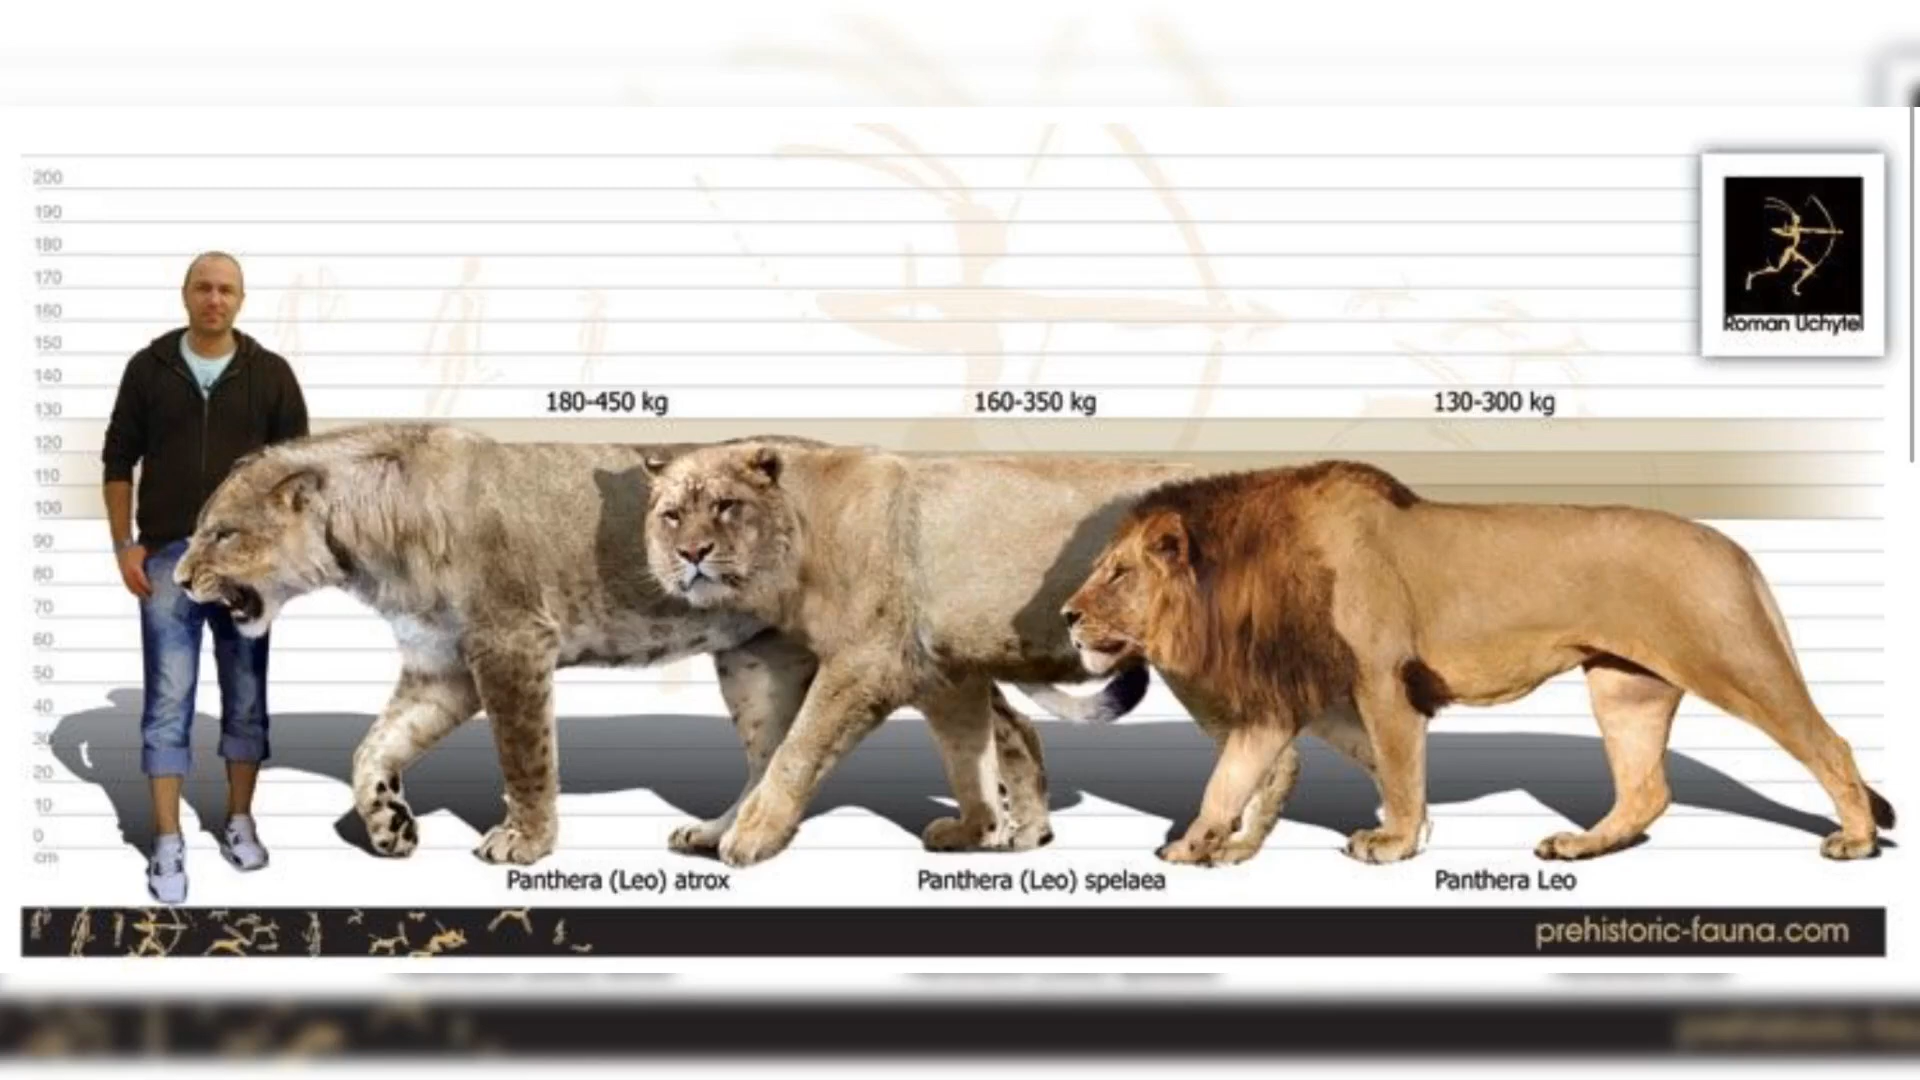 200
190
180
170
160
150
140
130
120
110
100
90
80
70
60
50
40
30
20
10
0
cm
Roman Uchytel
180-450 kg
160-350 kg
130-300 kg
Panthera (Leo) atrox
Panthera (Leo) spelaea
Panthera Leo
prehistoric-fauna.com